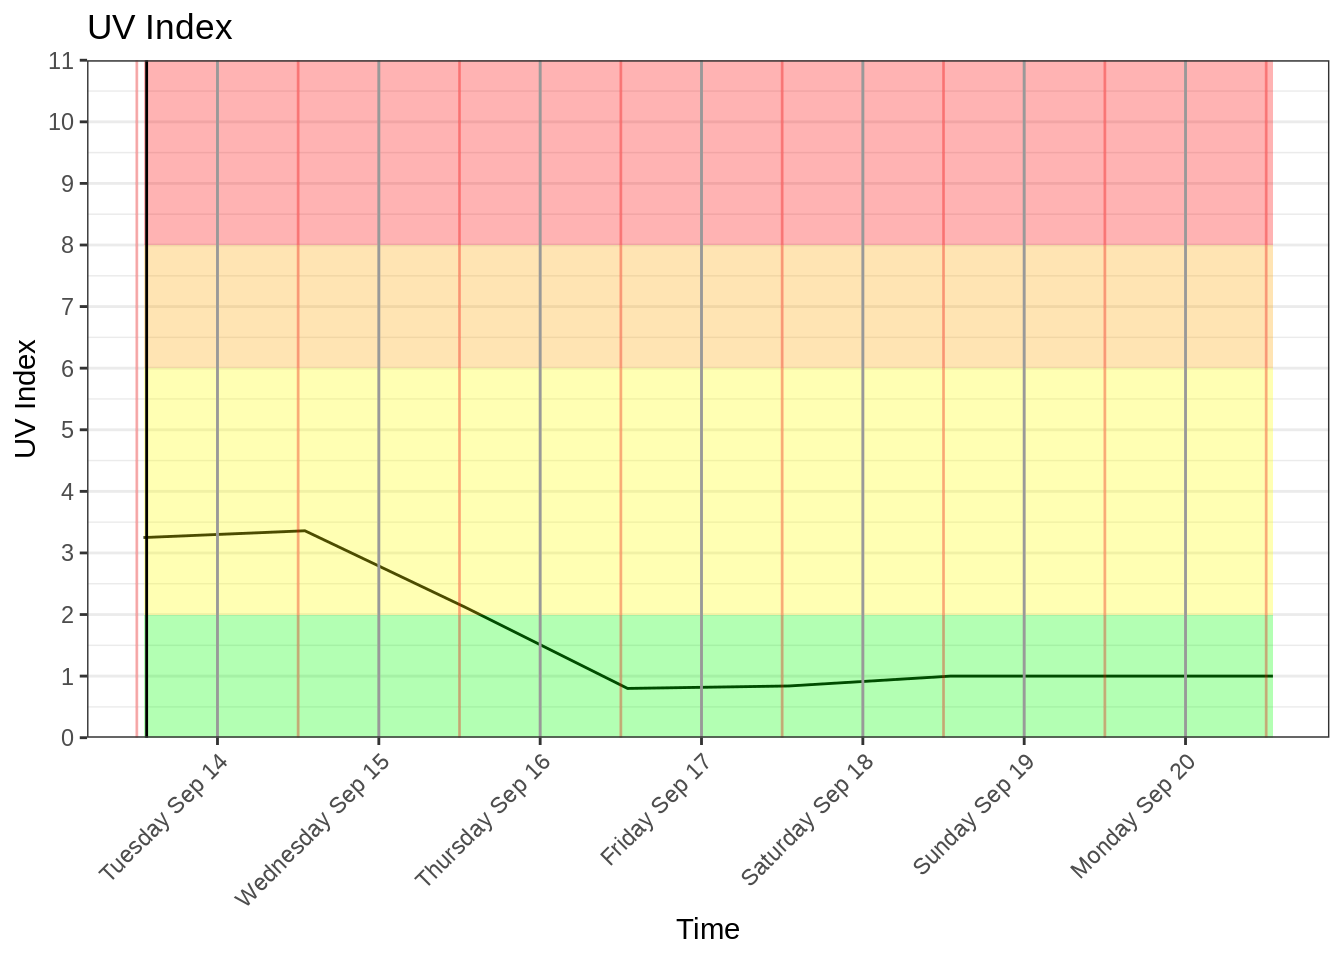 UV Index
11
10
9
8
7
6
5
4
3
2
1
0
UV Index
Tuesday Sep 14
Wednesday Sep 15
Thursday Sep 16
Friday Sep 17
Saturday Sep 18
Sunday Sep 19
Monday Sep 20
Time